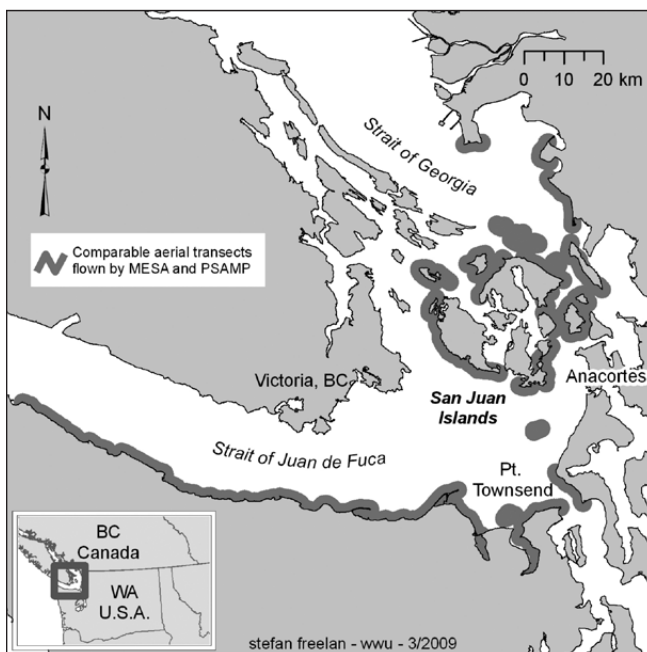 0 10 20 km
N
Strait of Georgia
Comparable aerial transects
flown by MESA and PSAMP
Victoria, BC
Anacortes
San Juan
Islands
Strait of Juan de Fuca
Pt.
Townsend
BC
Canada
WA
U.S.A.
stefan freelan - wwu - 3/2009